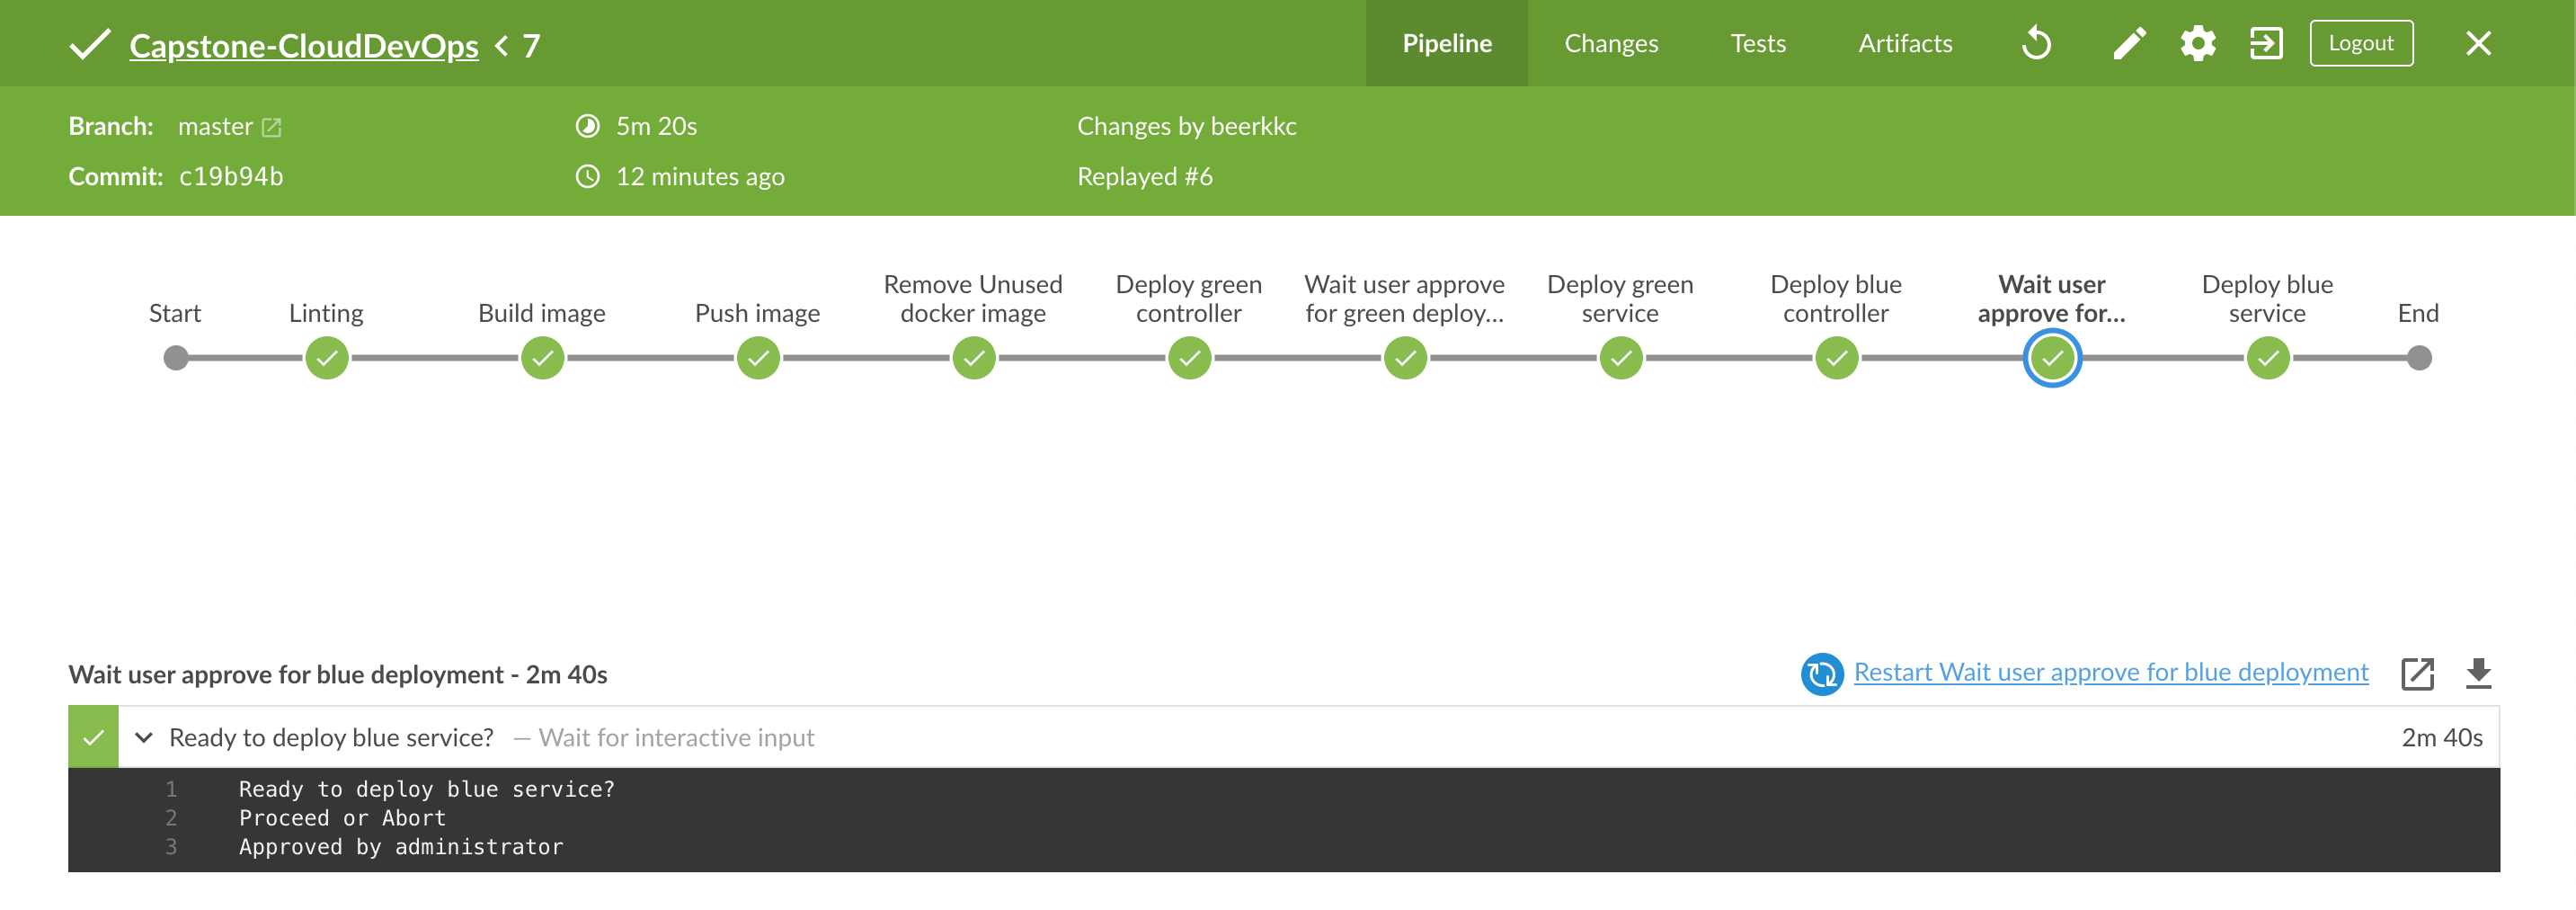 Capstone-CloudDevOps < 7
Pipeline Changes Tests Artifacts Logout
Branch: master 5m 20s Changes by beerkkc
Commit: c19b94b 12 minutes ago Replayed #6
Start
Linting
Build image
Push image
Remove Unused
docker image
Deploy green
controller
Wait user approve
for green deploy...
Deploy green
service
Deploy blue
controller
Wait user
approve for...
Deploy blue
service
End
Wait user approve for blue deployment - 2m 40s Restart Wait user approve for blue deployment
Ready to deploy blue service? — Wait for interactive input 2m 40s
1 Ready to deploy blue service?
2 Proceed or Abort
3 Approved by administrator